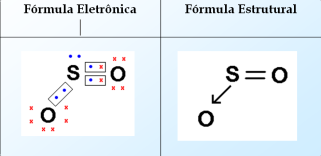 Fórmula Eletrônica
Fórmula Estrutural
S O
O
S = O
O